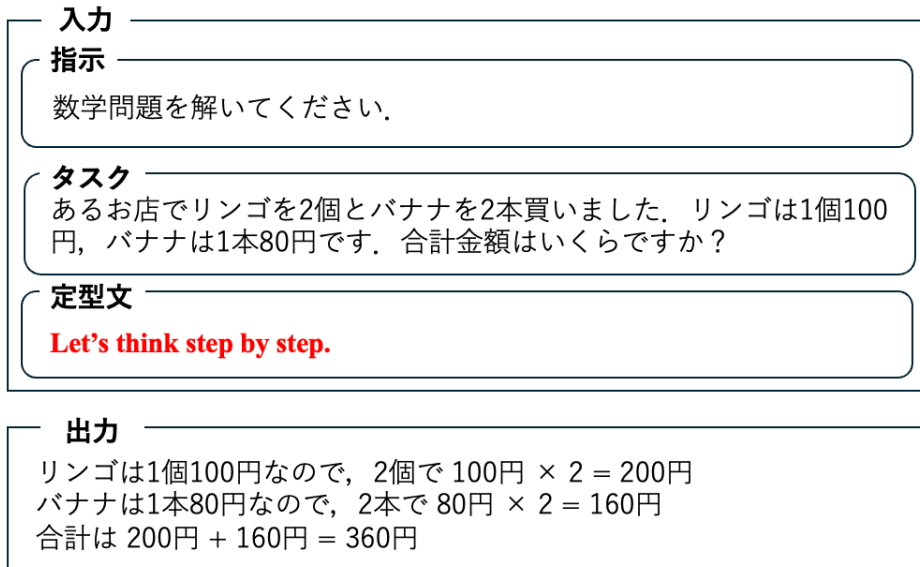 入力
指示
数学問題を解いてください．
タスク
あるお店でリンゴを2個とバナナを2本買いました．リンゴは1個100
円，バナナは1本80円です．合計金額はいくらですか？
定型文
Let’s think step by step.
出力
リンゴは1個100円なので，2個で 100円 × 2 = 200円
バナナは1本80円なので，2本で 80円 × 2 = 160円
合計は 200円 + 160円 = 360円